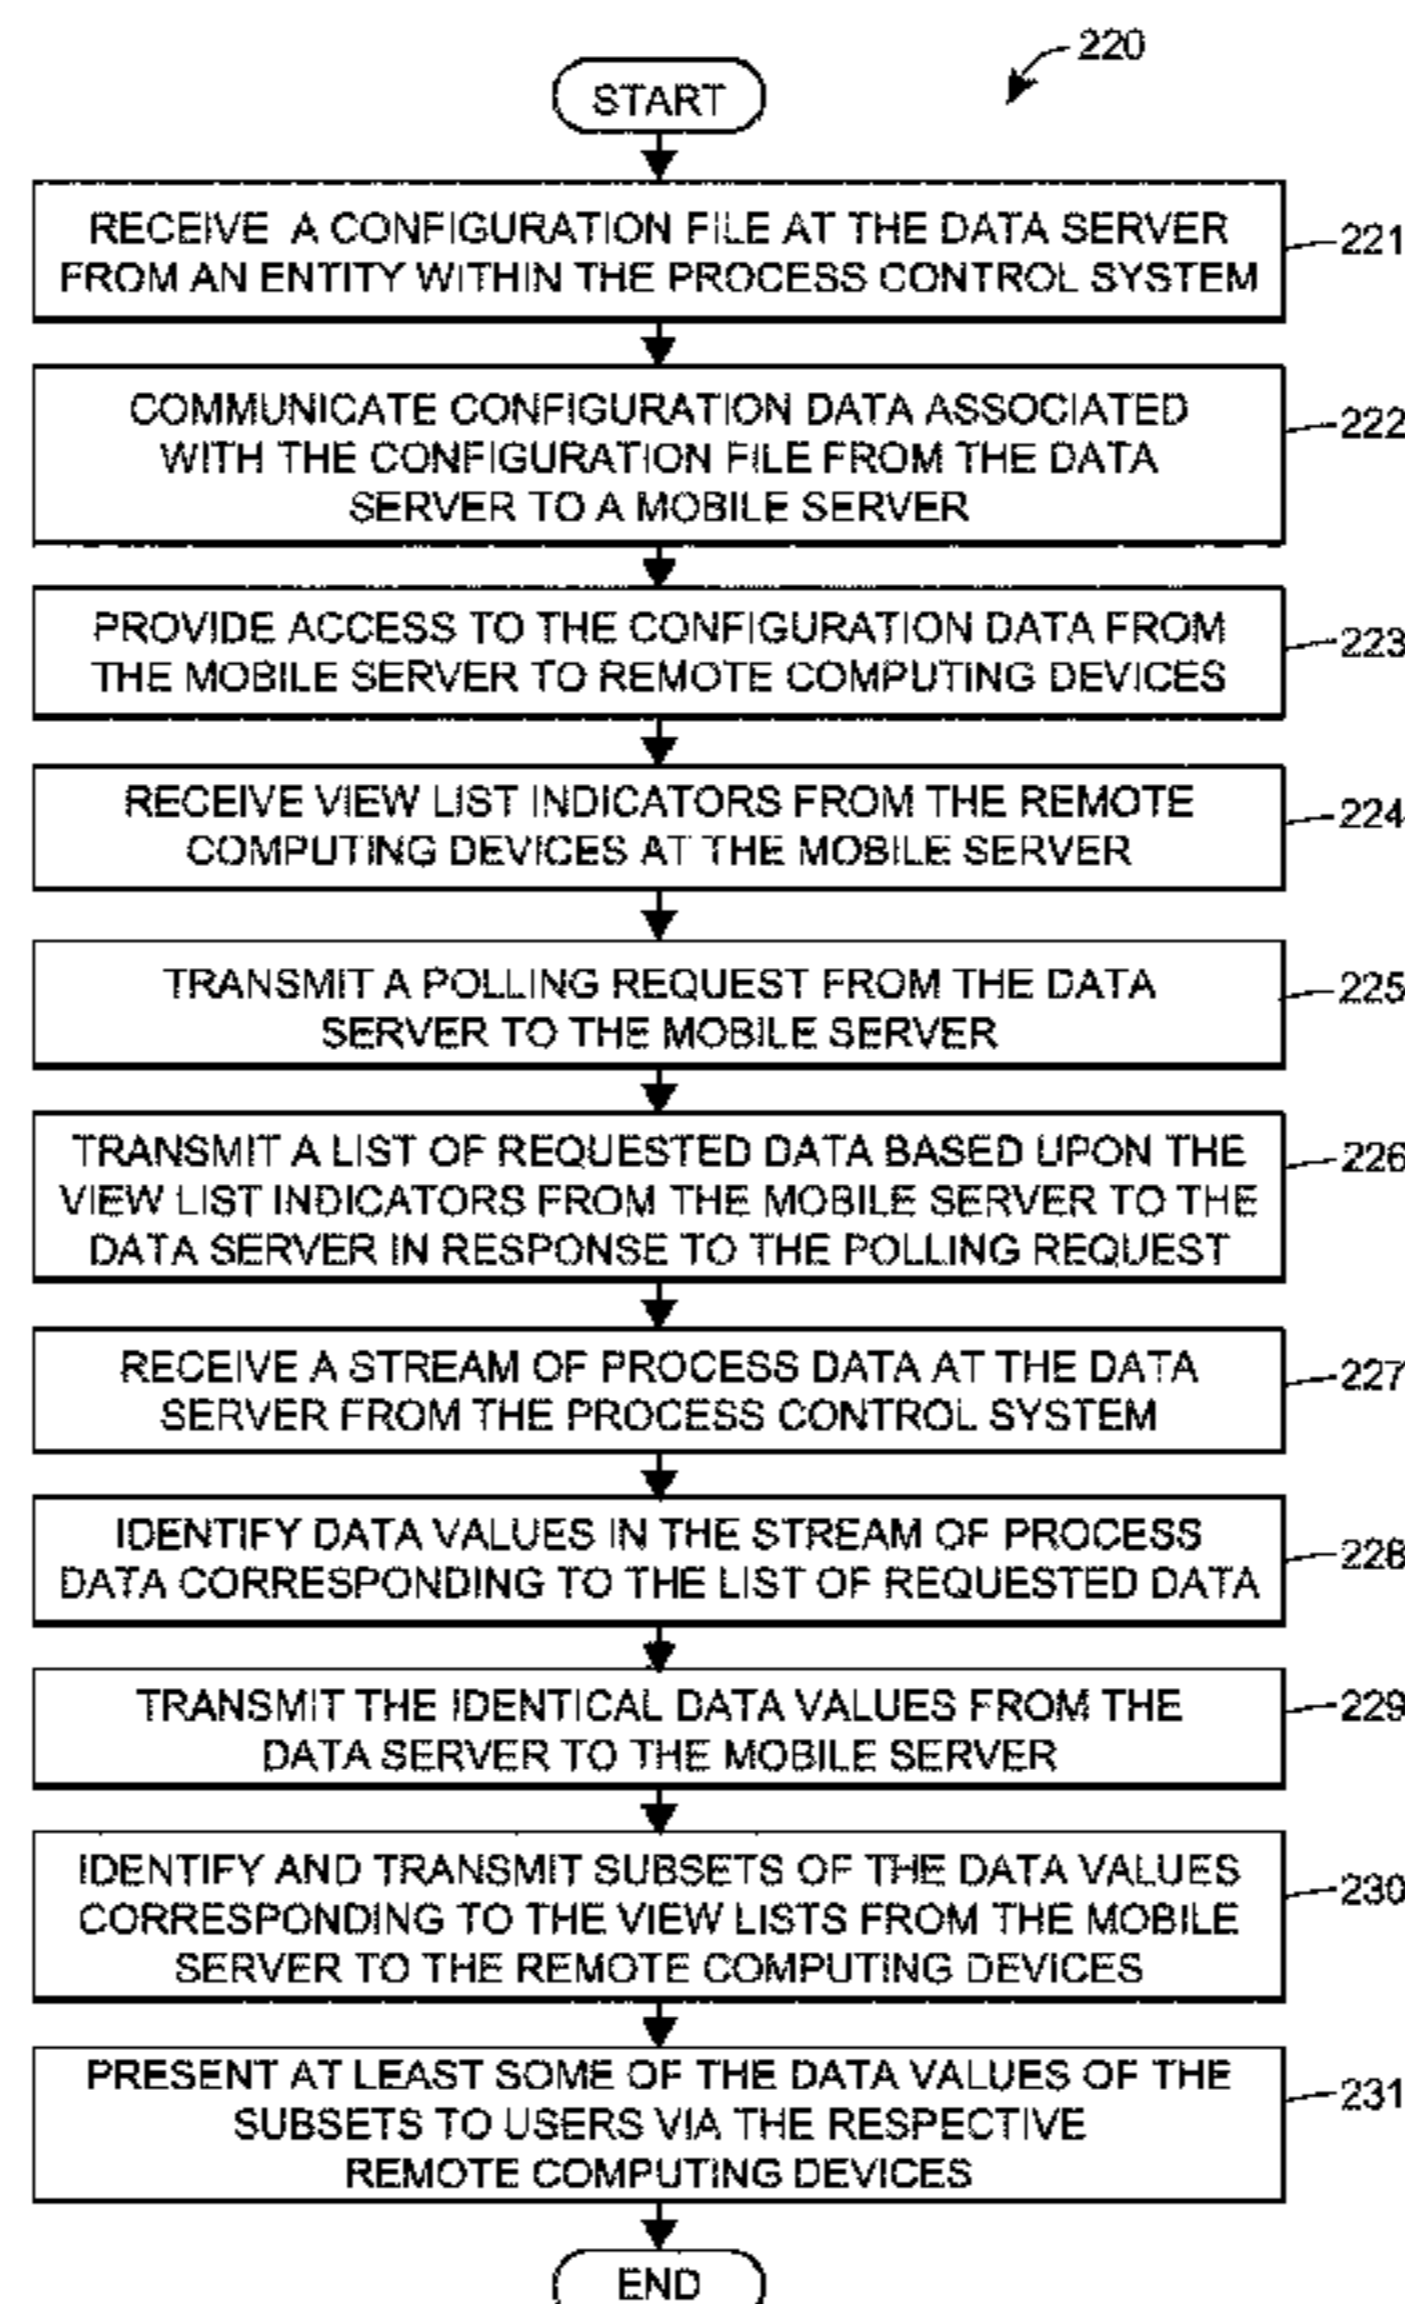 220
START
RECEIVE A CONFIGURATION FILE AT THE DATA SERVER
FROM AN ENTITY WITHIN THE PROCESS CONTROL SYSTEM
221
COMMUNICATE CONFIGURATION DATA ASSOCIATED
WITH THE CONFIGURATION FILE FROM THE DATA
SERVER TO A MOBILE SERVER
222
PROVIDE ACCESS TO THE CONFIGURATION DATA FROM
THE MOBILE SERVER TO REMOTE COMPUTING DEVICES
223
RECEIVE VIEW LIST INDICATORS FROM THE REMOTE
COMPUTING DEVICES AT THE MOBILE SERVER
224
TRANSMIT A POLLING REQUEST FROM THE DATA
SERVER TO THE MOBILE SERVER
225
TRANSMIT A LIST OF REQUESTED DATA BASED UPON THE
VIEW LIST INDICATORS FROM THE MOBILE SERVER TO THE
DATA SERVER IN RESPONSE TO THE POLLING REQUEST
226
RECEIVE A STREAM OF PROCESS DATA AT THE DATA
SERVER FROM THE PROCESS CONTROL SYSTEM
227
IDENTIFY DATA VALUES IN THE STREAM OF PROCESS
DATA CORRESPONDING TO THE LIST OF REQUESTED DATA
228
TRANSMIT THE IDENTICAL DATA VALUES FROM THE
DATA SERVER TO THE MOBILE SERVER
229
IDENTIFY AND TRANSMIT SUBSETS OF THE DATA VALUES
CORRESPONDING TO THE VIEW LISTS FROM THE MOBILE
SERVER TO THE REMOTE COMPUTING DEVICES
230
PRESENT AT LEAST SOME OF THE DATA VALUES OF THE
SUBSETS TO USERS VIA THE RESPECTIVE
REMOTE COMPUTING DEVICES
231
END